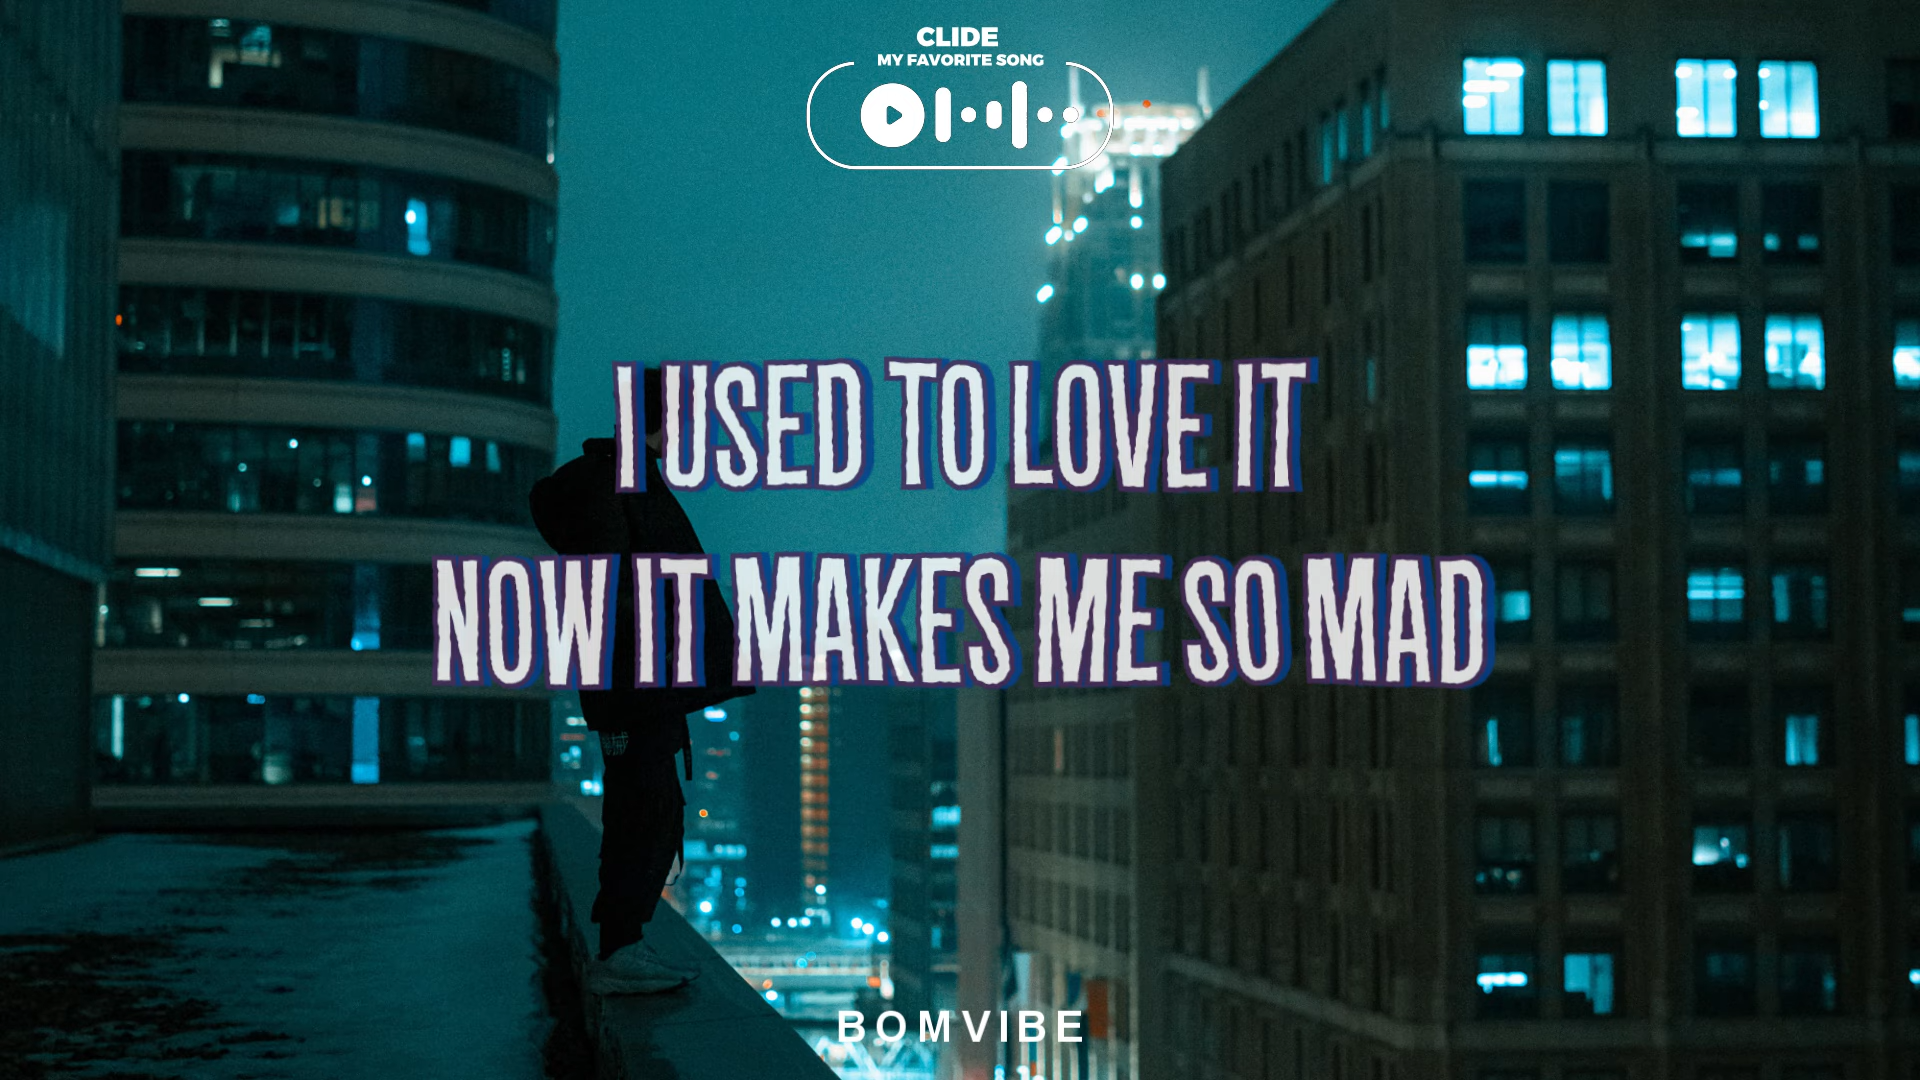 CLIDE
MY FAVORITE SONG
I USED TO LOVE IT
NOW IT MAKES ME SO MAD
BOMVIBE